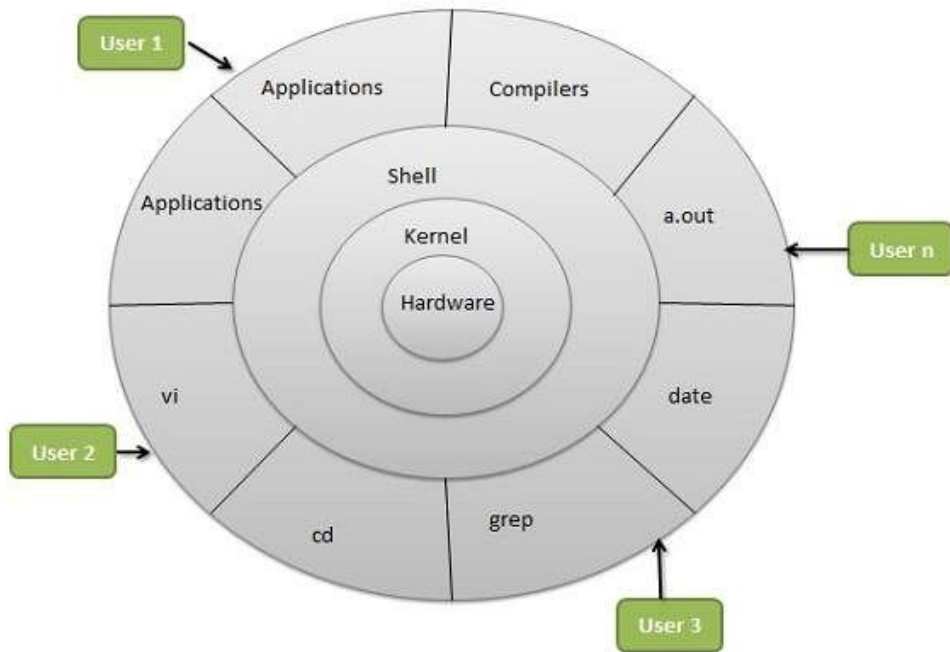 User 1
Applications
Compilers
Shell
Applications
a.out
Kernel
User n
Hardware
vi
date
User 2
grep
cd
User 3